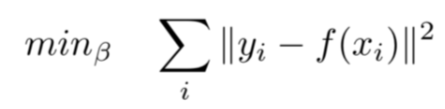 min_β ∑_i ‖y_i − f(x_i)‖²